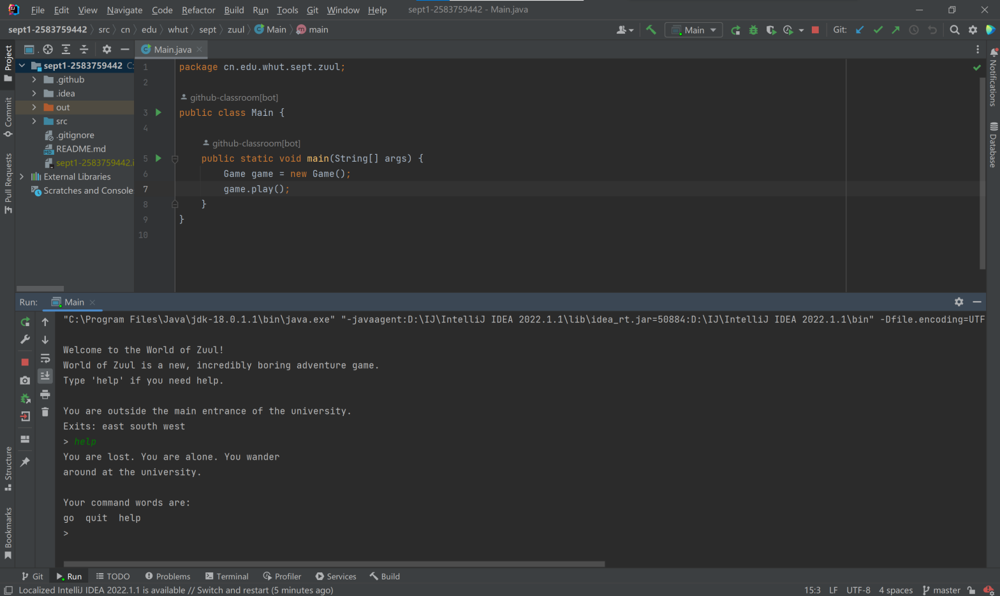 File Edit View Navigate Code Refactor Build Run Tools Git Window Help sept1-2583759442 - Main.java
sept1-2583759442 src cn edu whut sept zuul Main main Main Git:
Project
Commit
Pull Requests
Structure
Bookmarks
Notifications
Database
sept1-2583759442 C:
.github
.idea
out
src
.gitignore
README.md
sept1-2583759442.i
External Libraries
Scratches and Console
Main.java
1 package cn.edu.whut.sept.zuul;
2
github-classroom[bot]
3 public class Main {
4
github-classroom[bot]
5 public static void main(String[] args) {
6 Game game = new Game();
7 game.play();
8 }
9 }
10
Run: Main
"C:\Program Files\Java\jdk-18.0.1.1\bin\java.exe" "-javaagent:D:\IJ\IntelliJ IDEA 2022.1.1\lib\idea_rt.jar=50884:D:\IJ\IntelliJ IDEA 2022.1.1\bin" -Dfile.encoding=UTF
Welcome to the World of Zuul!
World of Zuul is a new, incredibly boring adventure game.
Type 'help' if you need help.
You are outside the main entrance of the university.
Exits: east south west
> help
You are lost. You are alone. You wander
around at the university.
Your command words are:
go quit help
>
Git Run TODO Problems Terminal Profiler Services Build
Localized IntelliJ IDEA 2022.1.1 is available // Switch and restart (5 minutes ago) 15:3 LF UTF-8 4 spaces master